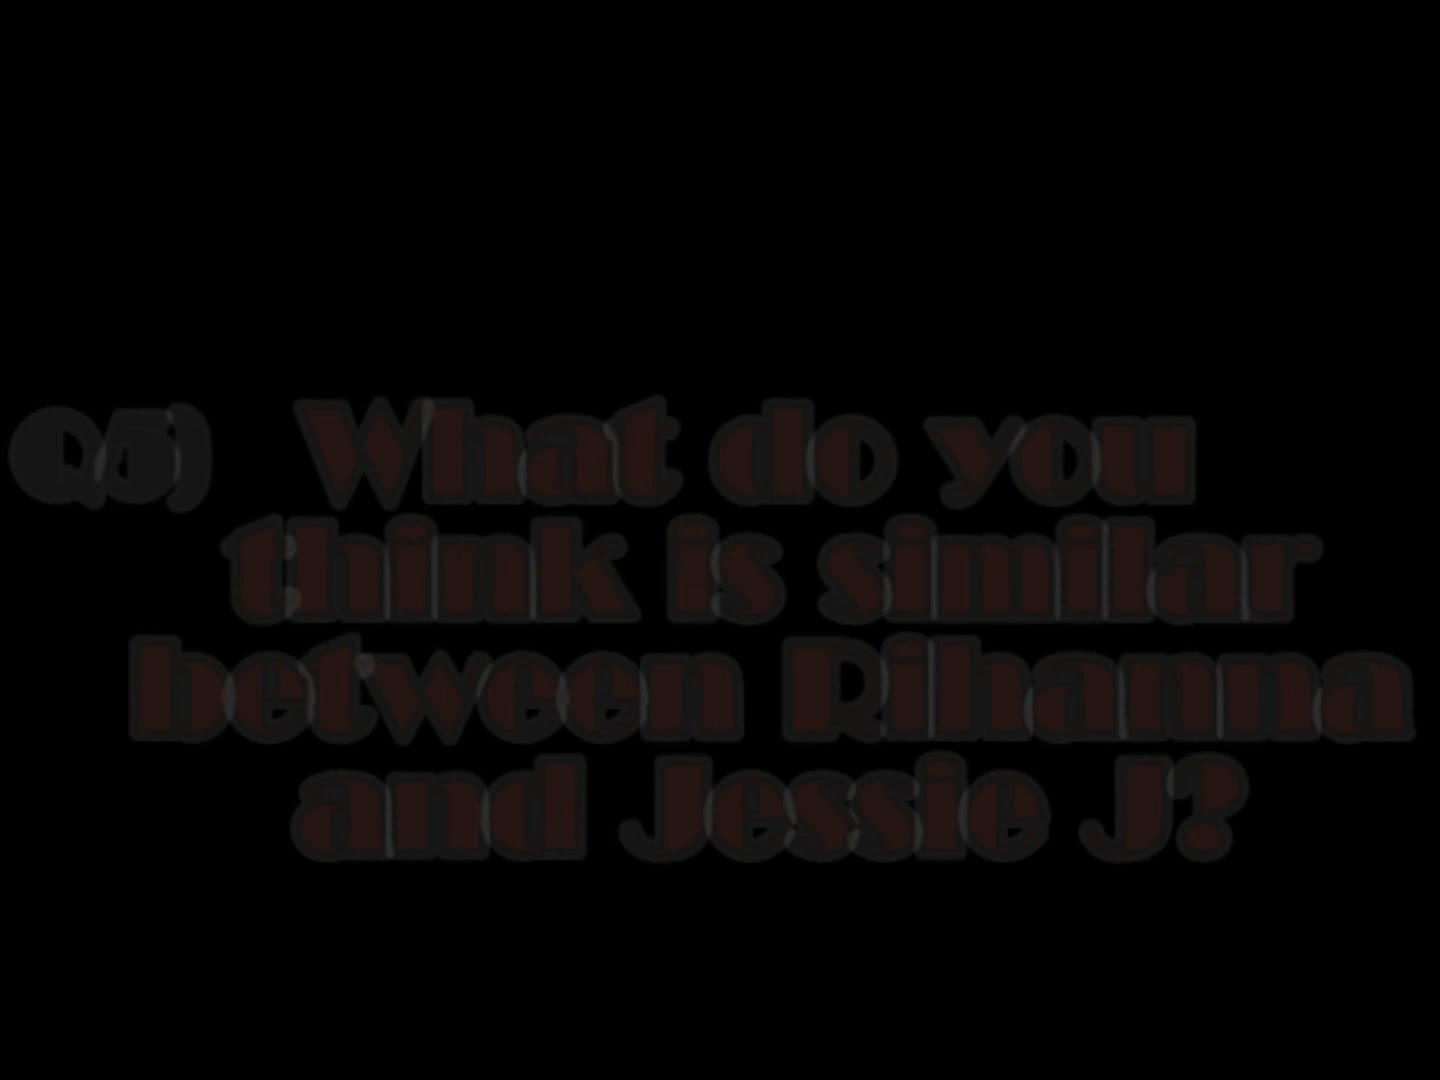 Q5) What do you
think is similar
between Rihanna
and Jessie J?